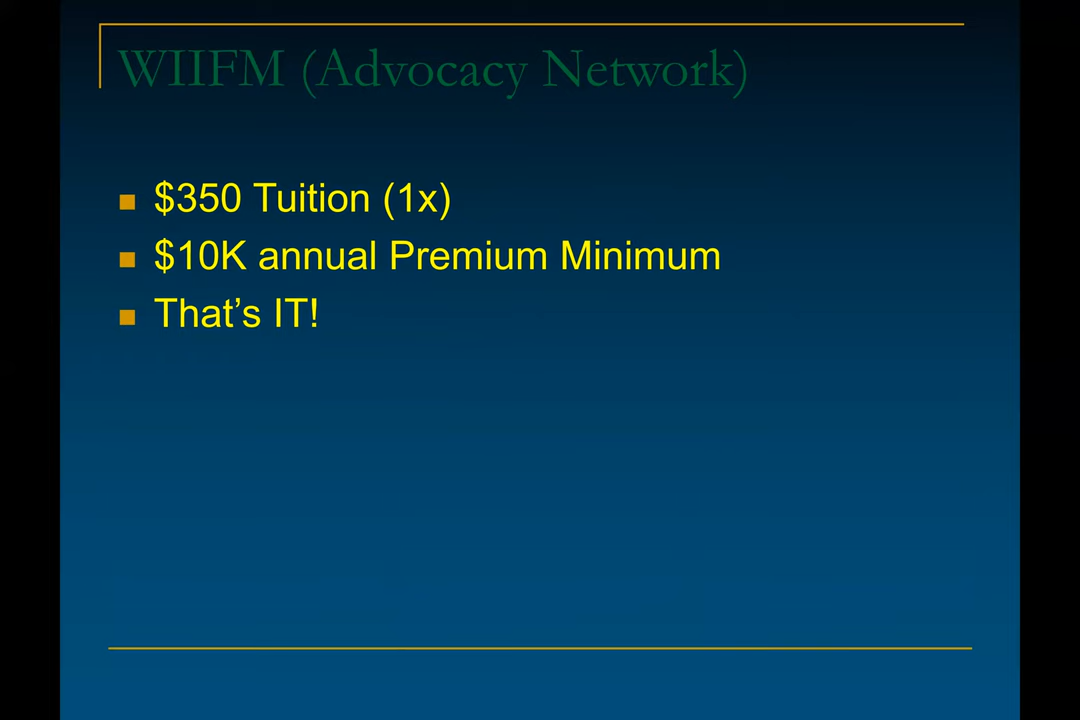 WIIFM (Advocacy Network)
$350 Tuition (1x)
$10K annual Premium Minimum
That’s IT!